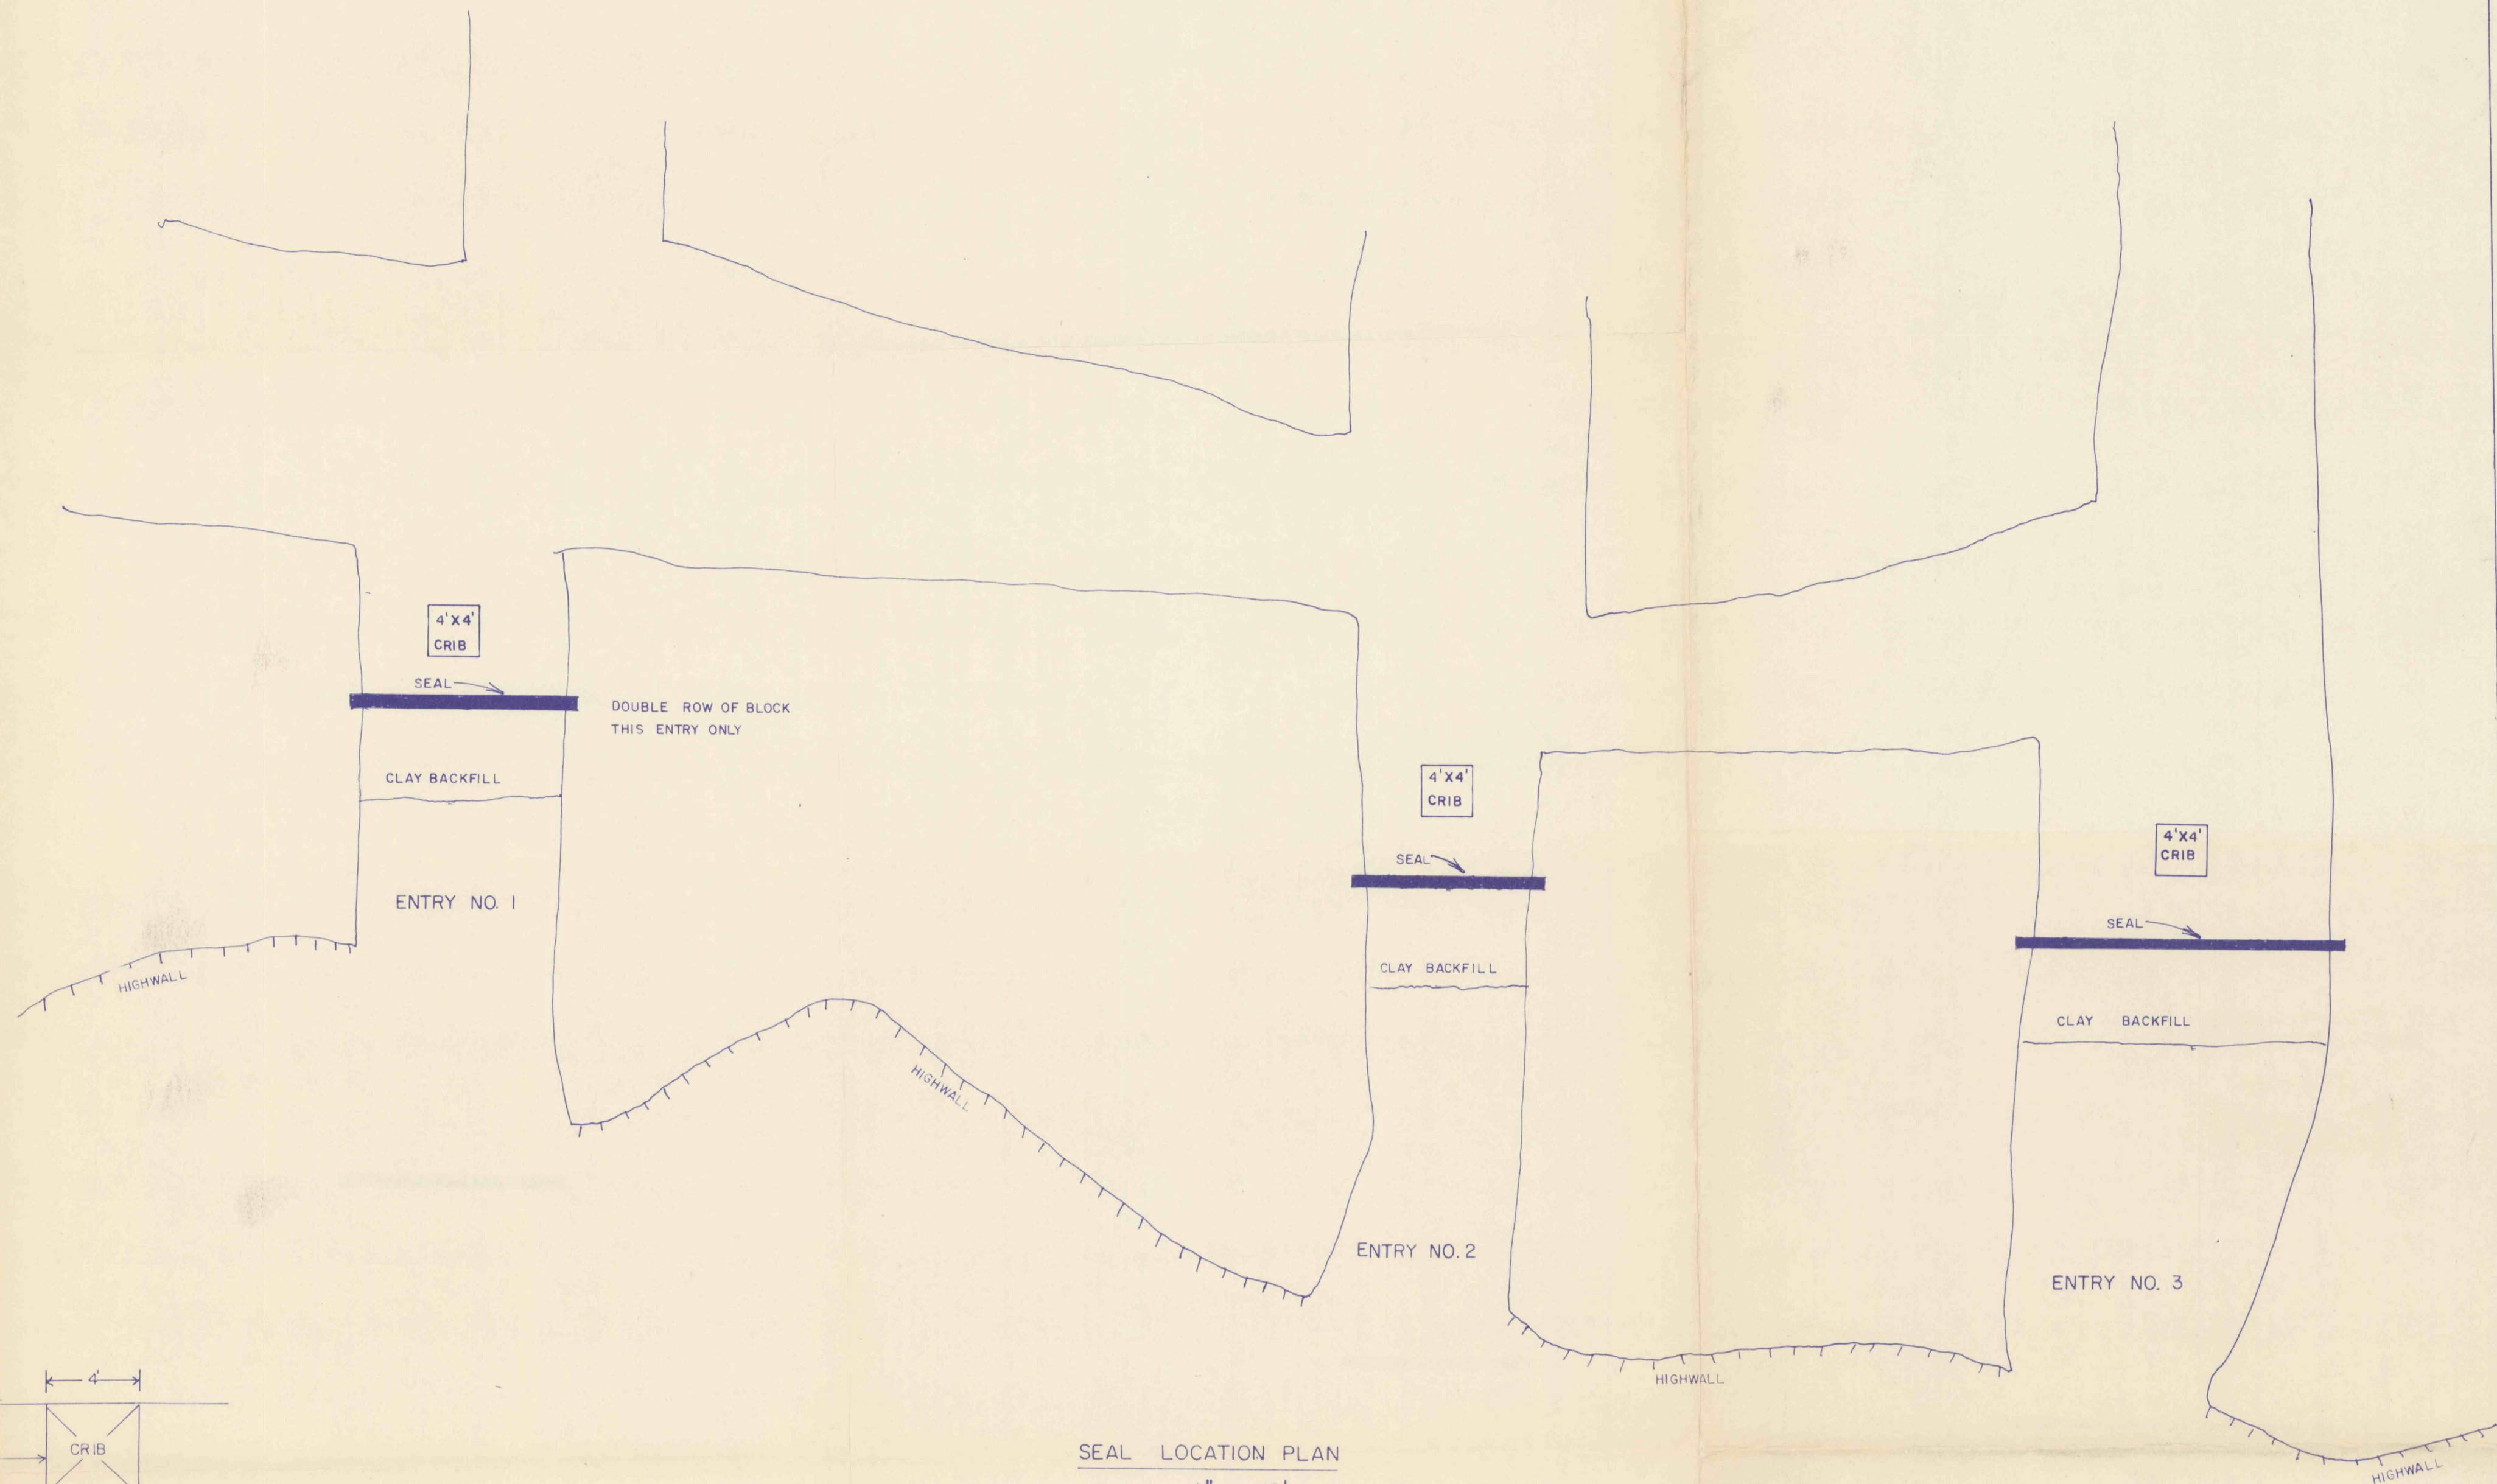 4'X4'
CRIB
SEAL
DOUBLE ROW OF BLOCK
THIS ENTRY ONLY
CLAY BACKFILL
ENTRY NO. 1
HIGHWALL
HIGHWALL
4'X4'
CRIB
SEAL
CLAY BACKFILL
ENTRY NO. 2
4'X4'
CRIB
SEAL
CLAY BACKFILL
ENTRY NO. 3
HIGHWALL
HIGHWALL
4'
CRIB
SEAL LOCATION PLAN